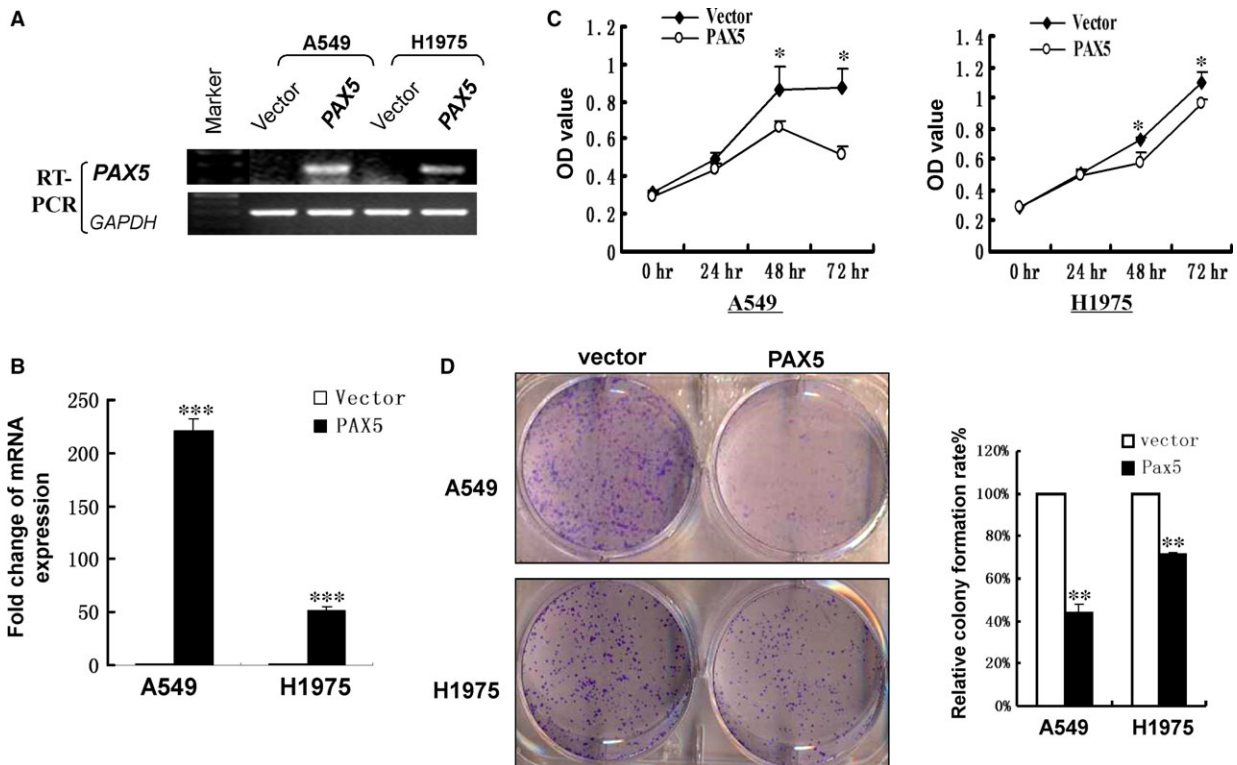 A
A549
H1975
Marker
Vector
PAX5
Vector
PAX5
RT-
PCR
PAX5
GAPDH
B
Fold change of mRNA
expression
Vector
PAX5
250
200
150
100
50
0
***
***
A549
H1975
C
Vector
PAX5
OD value
1.2
1
0.8
0.6
0.4
0.2
0
*
*
0 hr
24 hr
48 hr
72 hr
A549
Vector
PAX5
OD value
1.4
1.2
1.0
0.8
0.6
0.4
0.2
0
*
*
0 hr
24 hr
48 hr
72 hr
H1975
D
vector
PAX5
A549
H1975
Relative colony formation rate%
vector
Pax5
120%
100%
80%
60%
40%
20%
0%
**
**
A549
H1975